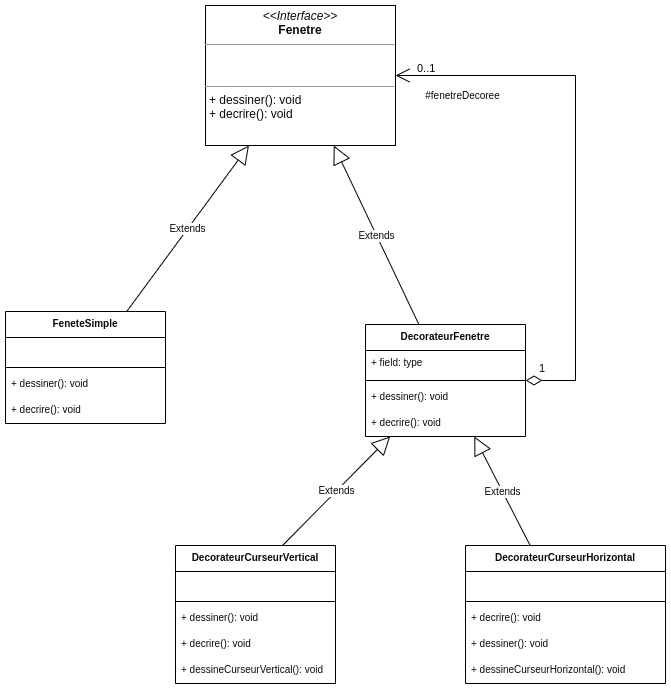 <<Interface>>
Fenetre
+ dessiner(): void
+ decrire(): void
0..1
#fenetreDecoree
Extends
Extends
FeneteSimple
+ dessiner(): void
+ decrire(): void
DecorateurFenetre
+ field: type
+ dessiner(): void
+ decrire(): void
1
Extends
Extends
DecorateurCurseurVertical
+ dessiner(): void
+ decrire(): void
+ dessineCurseurVertical(): void
DecorateurCurseurHorizontal
+ decrire(): void
+ dessiner(): void
+ dessineCurseurHorizontal(): void